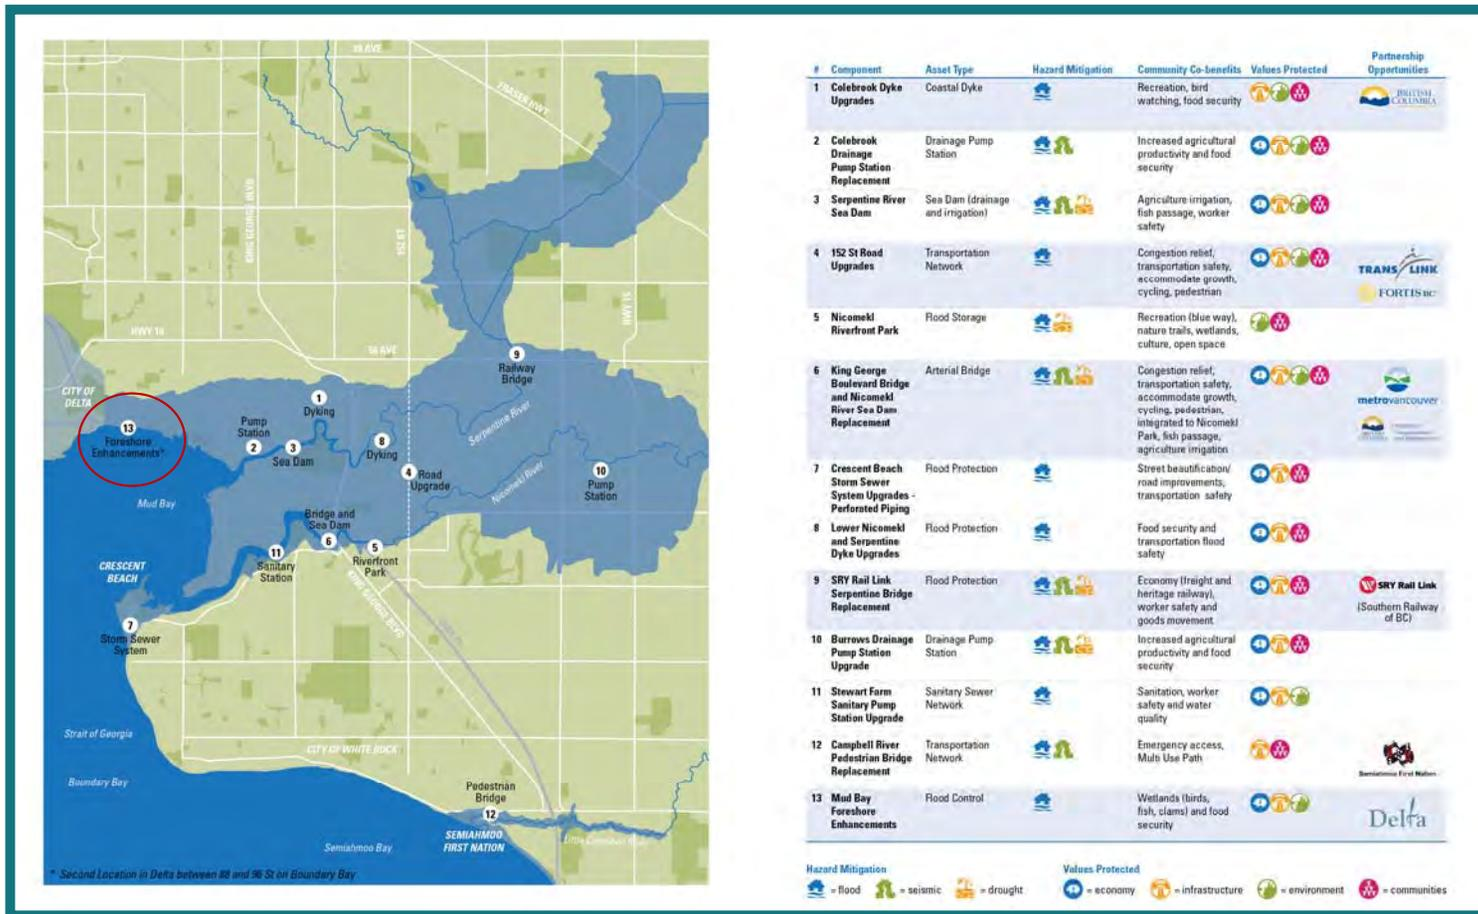 88 AVE
FRASER HWY
KING GEORGE BLVD
152 ST
HWY 15
HWY 10
56 AVE
CITY OF
DELTA
13
Foreshore
Enhancements*
1
Dyking
Pump
Station
2
3
Sea Dam
8
Dyking
9
Railway
Bridge
Serpentine River
4 Road
Upgrade
Nicomekl River
10
Pump
Station
Mud Bay
Bridge and
Sea Dam
6
5
Riverfront
Park
11
Sanitary
Station
CRESCENT
BEACH
7
Storm Sewer
System
KING GEORGE BLVD
Strait of Georgia
Boundary Bay
CITY OF WHITE ROCK
Pedestrian
Bridge
12
SEMIAHMOO
FIRST NATION
Semiahmoo Bay
* Second Location in Delta between 88 and 96 St on Boundary Bay
Partnership
# Component Asset Type Hazard Mitigation Community Co-benefits Values Protected Opportunities
1 Colebrook Dyke Coastal Dyke Recreation, bird
Upgrades watching, food security
BRITISH
COLUMBIA
2 Colebrook Drainage Pump Increased agricultural
Drainage Station productivity and food
Pump Station security
Replacement
3 Serpentine River Sea Dam (drainage Agriculture irrigation,
Sea Dam and irrigation) fish passage, worker
safety
4 152 St Road Transportation Congestion relief,
Upgrades Network transportation safety,
accommodate growth,
cycling, pedestrian
TRANS LINK
FORTIS BC
5 Nicomekl Flood Storage Recreation (blue way),
Riverfront Park nature trails, wetlands,
culture, open space
6 King George Arterial Bridge Congestion relief,
Boulevard Bridge transportation safety,
and Nicomekl accommodate growth,
River Sea Dam cycling, pedestrian,
Replacement integrated to Nicomekl
Park, fish passage,
agriculture irrigation
metrovancouver
7 Crescent Beach Flood Protection Street beautification/
Storm Sewer road improvements,
System Upgrades - transportation safety
Perforated Piping
8 Lower Nicomekl Flood Protection Food security and
and Serpentine transportation flood
Dyke Upgrades safety
9 SRY Rail Link Flood Protection Economy (freight and SRY Rail Link
Serpentine Bridge heritage railway), (Southern Railway
Replacement worker safety and of BC)
goods movement
10 Burrows Drainage Drainage Pump Increased agricultural
Pump Station Station productivity and food
Upgrade security
11 Stewart Farm Sanitary Sewer Sanitation, worker
Sanitary Pump Network safety and water
Station Upgrade quality
12 Campbell River Transportation Emergency access,
Pedestrian Bridge Network Multi Use Path
Replacement
Semiahmoo First Nation
13 Mud Bay Flood Control Wetlands (birds,
Foreshore fish, clams) and food
Enhancements security
Delta
Hazard Mitigation Values Protected
= flood = seismic = drought = economy = infrastructure = environment = communities